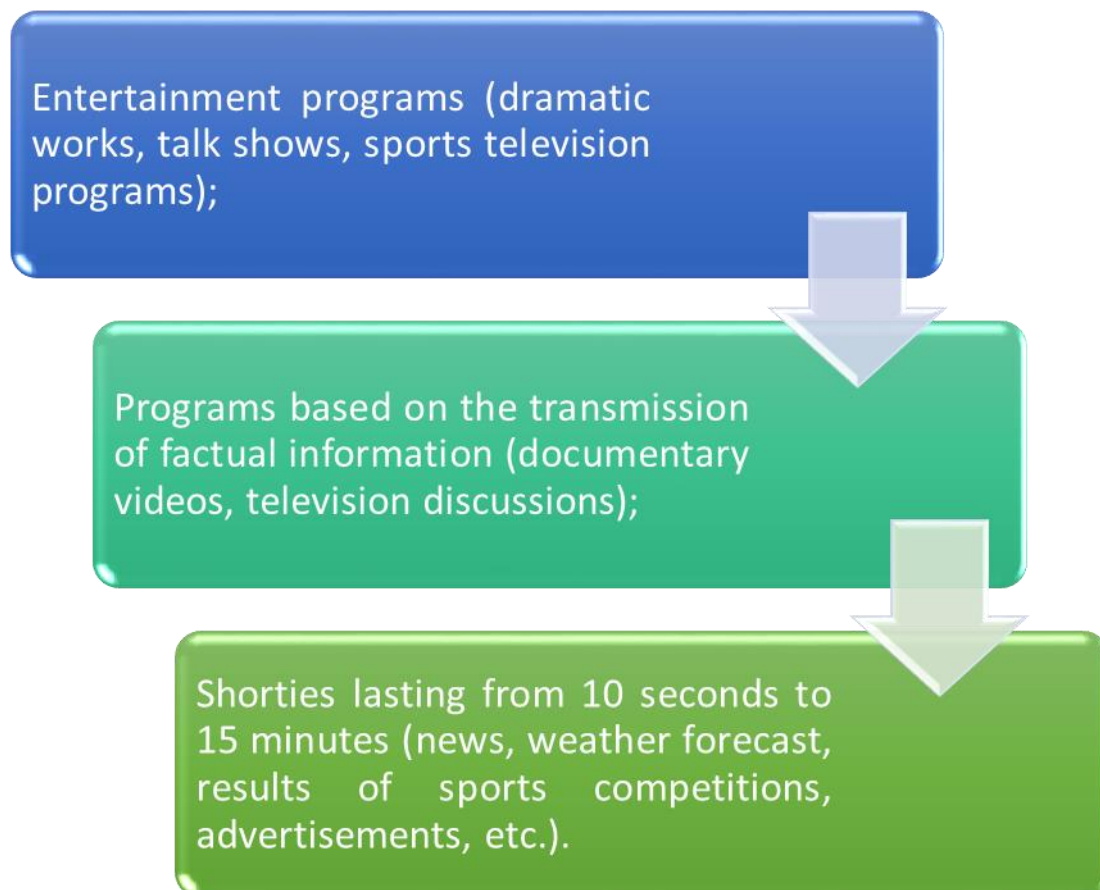 Entertainment programs (dramatic
works, talk shows, sports television
programs);
Programs based on the transmission
of factual information (documentary
videos, television discussions);
Shorties lasting from 10 seconds to
15 minutes (news, weather forecast,
results of sports competitions,
advertisements, etc.).